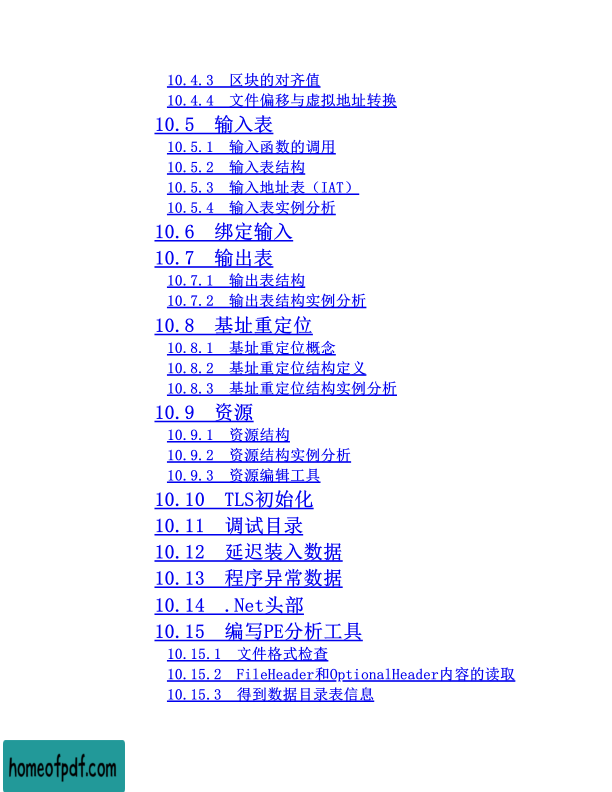 10.4.3 区块的对齐值
10.4.4 文件偏移与虚拟地址转换
10.5 输入表
10.5.1 输入函数的调用
10.5.2 输入表结构
10.5.3 输入地址表（IAT）
10.5.4 输入表实例分析
10.6 绑定输入
10.7 输出表
10.7.1 输出表结构
10.7.2 输出表结构实例分析
10.8 基址重定位
10.8.1 基址重定位概念
10.8.2 基址重定位结构定义
10.8.3 基址重定位结构实例分析
10.9 资源
10.9.1 资源结构
10.9.2 资源结构实例分析
10.9.3 资源编辑工具
10.10 TLS初始化
10.11 调试目录
10.12 延迟装入数据
10.13 程序异常数据
10.14 .Net头部
10.15 编写PE分析工具
10.15.1 文件格式检查
10.15.2 FileHeader和OptionalHeader内容的读取
10.15.3 得到数据目录表信息
homeofpdf.com